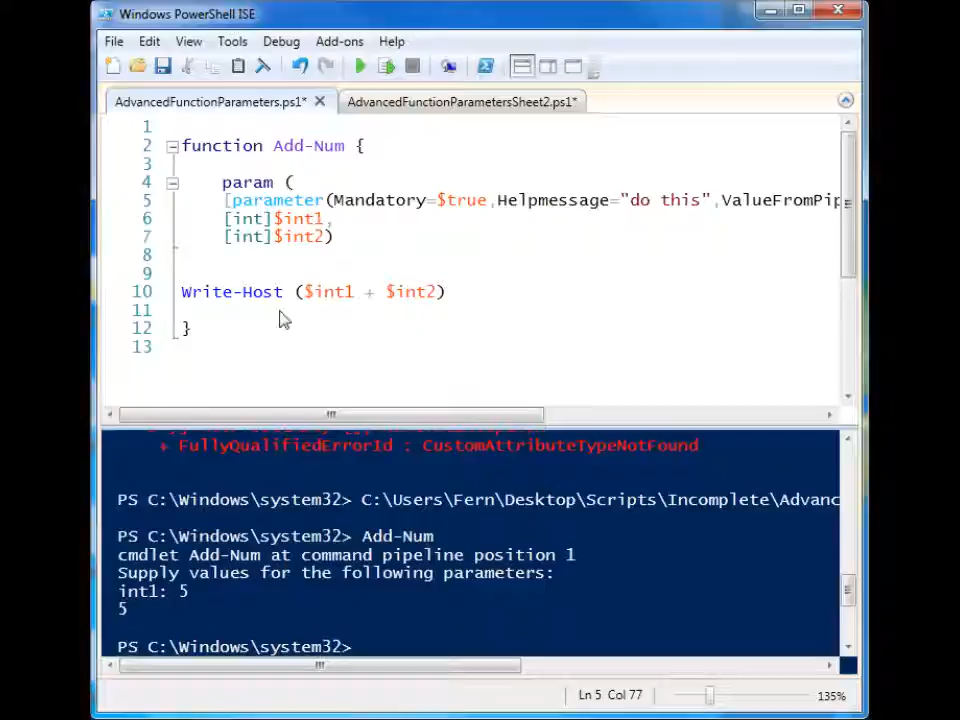 Windows PowerShell ISE
File Edit View Tools Debug Add-ons Help
AdvancedFunctionParameters.ps1* AdvancedFunctionParametersSheet2.ps1*
1
2 function Add-Num {
3
4 param (
5 [parameter(Mandatory=$true,Helpmessage="do this",ValueFromPip
6 [int]$int1,
7 [int]$int2)
8
9
10 Write-Host ($int1 + $int2)
11
12 }
13
+ FullyQualifiedErrorId : CustomAttributeTypeNotFound
PS C:\Windows\system32> C:\Users\Fern\Desktop\Scripts\Incomplete\Advanc
PS C:\Windows\system32> Add-Num
cmdlet Add-Num at command pipeline position 1
Supply values for the following parameters:
int1: 5
5
PS C:\Windows\system32>
Ln 5 Col 77 135%